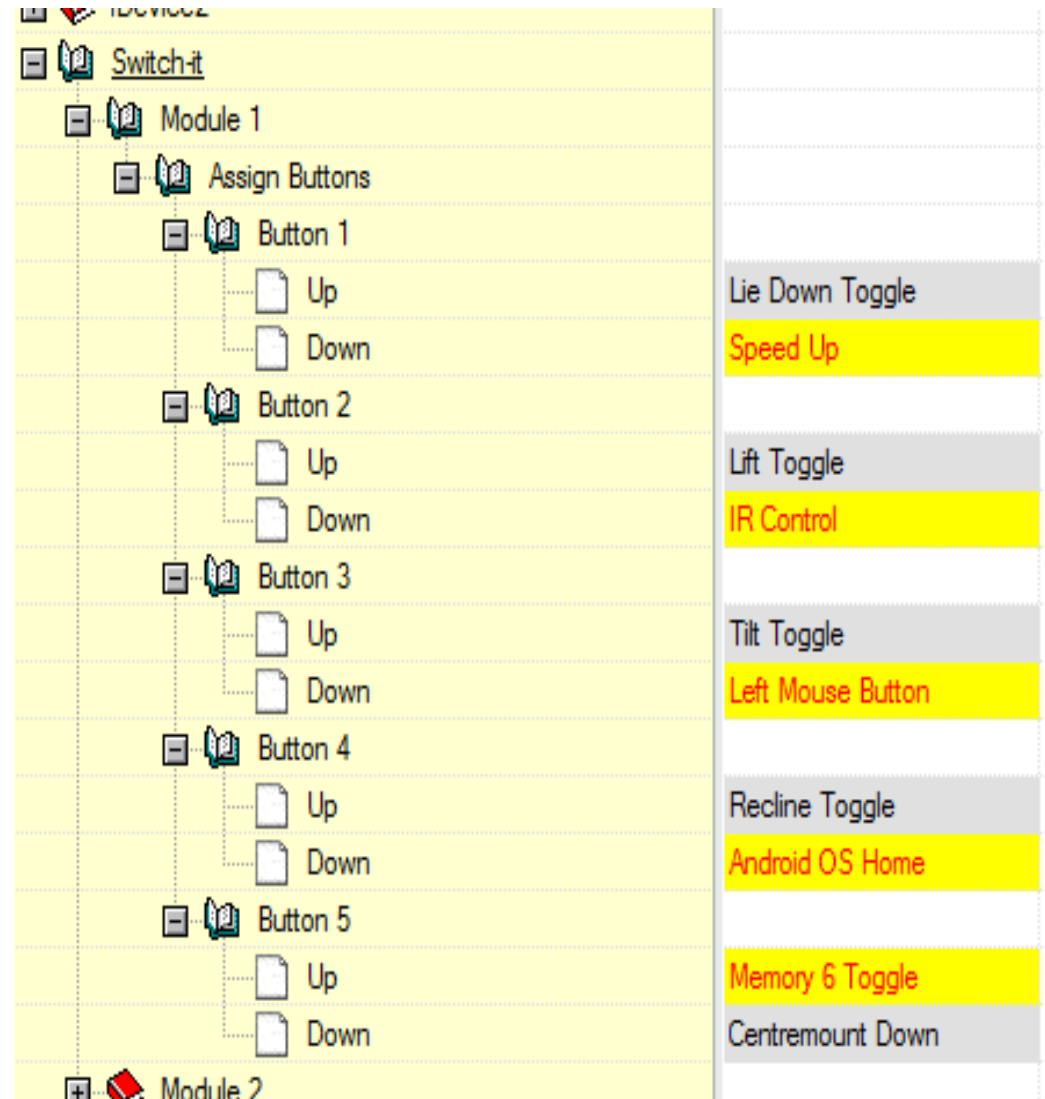 iDevice2
Switch-it
Module 1
Assign Buttons
Button 1
Up Lie Down Toggle
Down Speed Up
Button 2
Up Lift Toggle
Down IR Control
Button 3
Up Tilt Toggle
Down Left Mouse Button
Button 4
Up Recline Toggle
Down Android OS Home
Button 5
Up Memory 6 Toggle
Down Centremount Down
Module 2